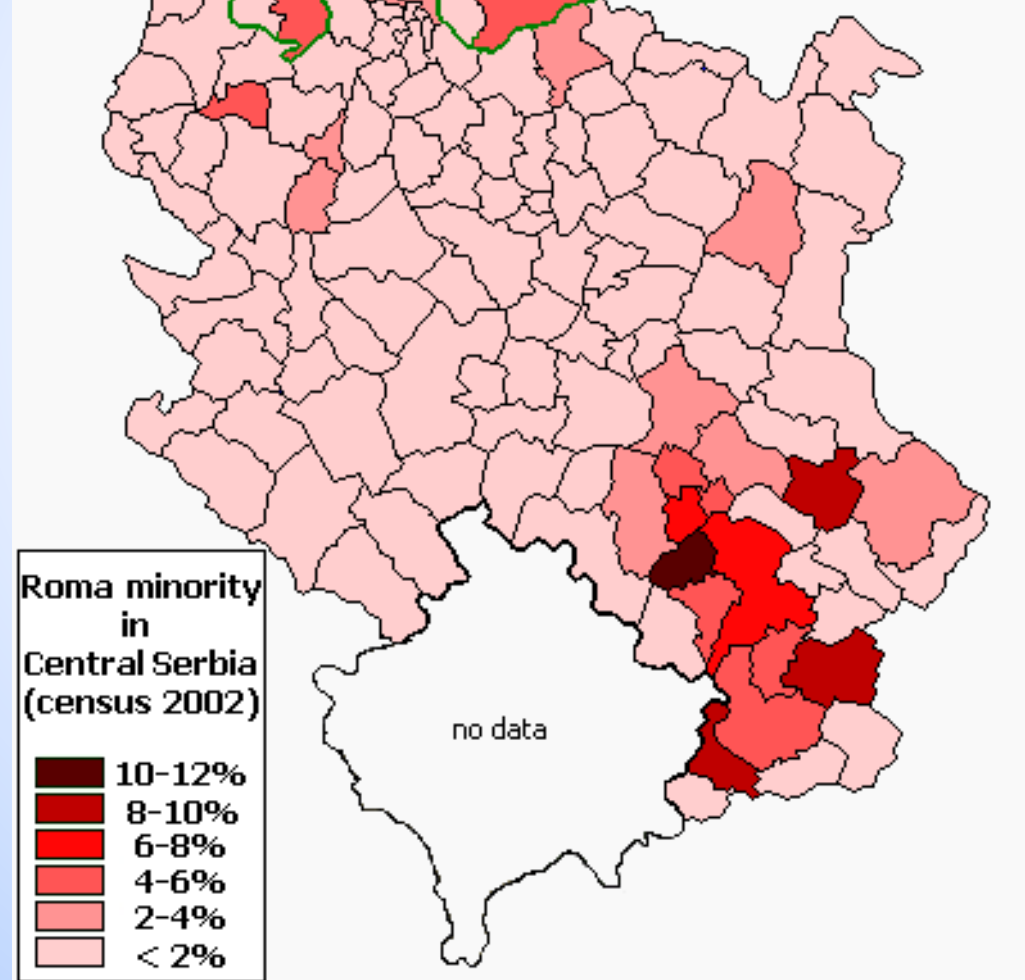 no data
Roma minority
in
Central Serbia
(census 2002)
10-12%
8-10%
6-8%
4-6%
2-4%
< 2%